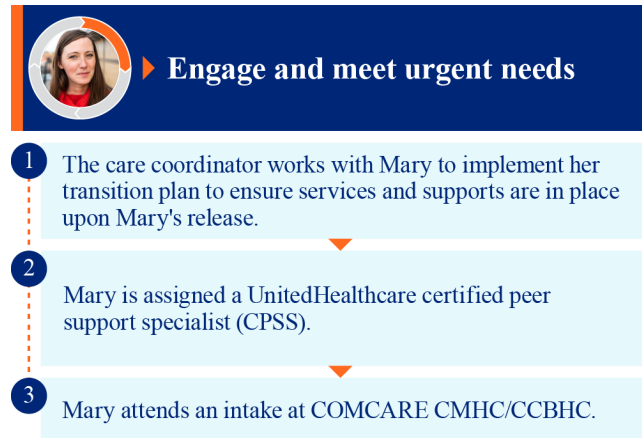 Engage and meet urgent needs
1
The care coordinator works with Mary to implement her
transition plan to ensure services and supports are in place
upon Mary's release.
2
Mary is assigned a UnitedHealthcare certified peer
support specialist (CPSS).
3
Mary attends an intake at COMCARE CMHC/CCBHC.